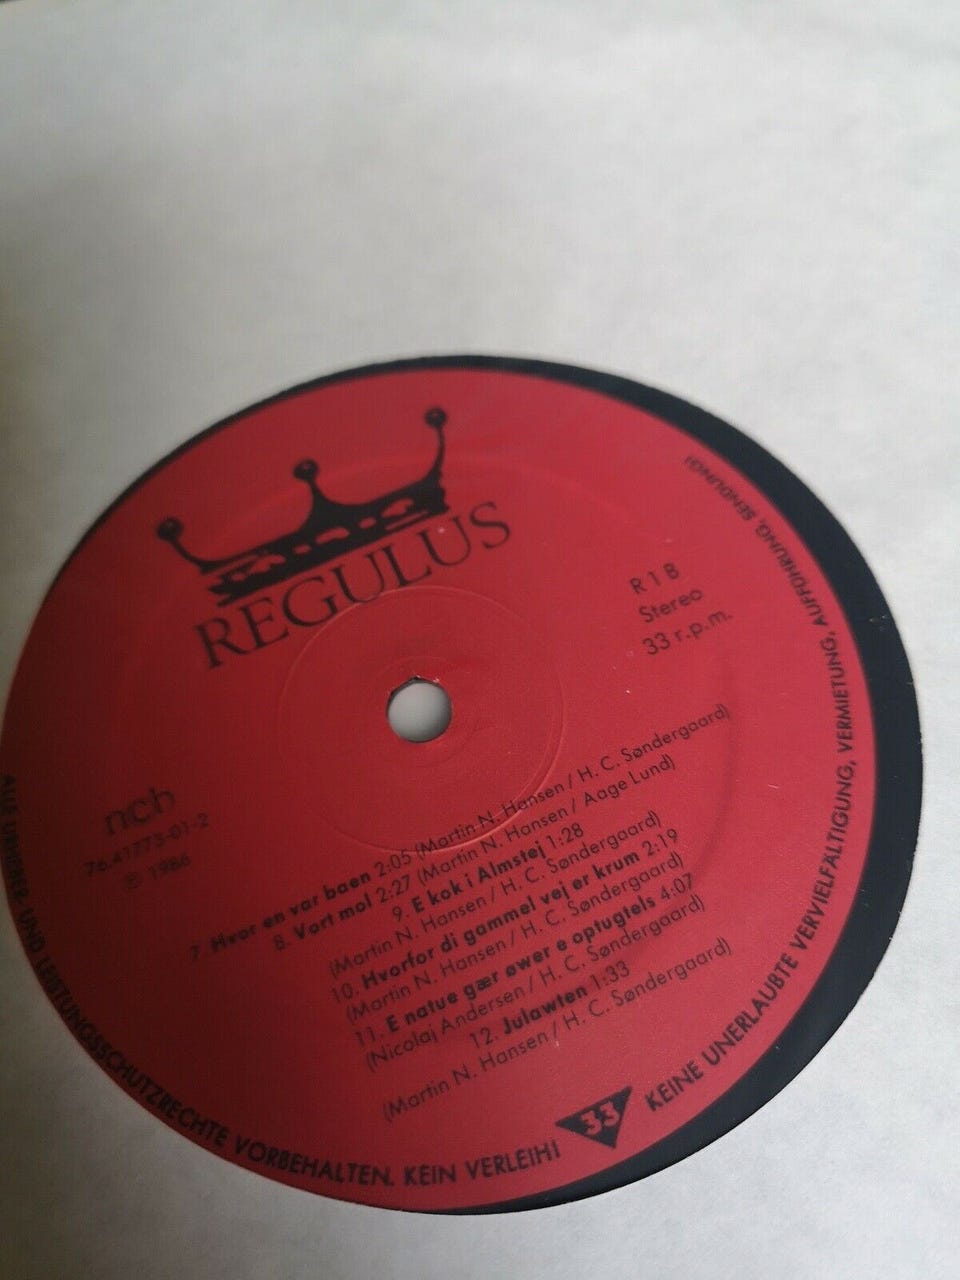 REGULUS
R 1 B
Stereo
33 r.p.m.
ncb
76.41773-01-2
℗ 1986
7. Hvor en var baen 2:05 (Martin N. Hansen / H. C. Søndergaard)
8. Vort mol 2:27 (Martin N. Hansen / Aage Lund)
9. E kok i Almstej 1:28
(Martin N. Hansen / H. C. Søndergaard)
10. Hvorfor di gammel vej er krum 2:19
(Martin N. Hansen / H. C. Søndergaard)
11. E natue gær øwer e optugtels 4:07
(Nicolaj Andersen / H. C. Søndergaard)
12. Julawten 1:33
(Martin N. Hansen / H. C. Søndergaard)
ALLE URHEBER- UND LEISTUNGSSCHUTZRECHTE VORBEHALTEN. KEIN VERLEIH!
33
KEINE UNERLAUBTE VERVIELFÄLTIGUNG, VERMIETUNG, AUFFÜHRUNG, SENDUNG!